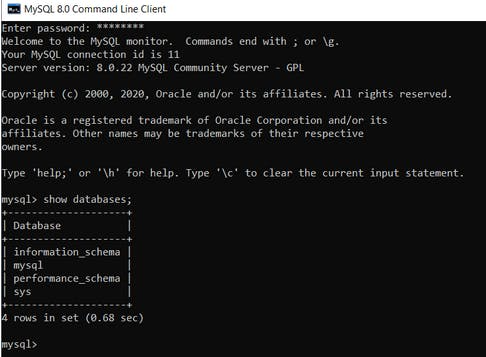 MySQL 8.0 Command Line Client
Enter password: ********
Welcome to the MySQL monitor.  Commands end with ; or \g.
Your MySQL connection id is 11
Server version: 8.0.22 MySQL Community Server - GPL
Copyright (c) 2000, 2020, Oracle and/or its affiliates. All rights reserved.
Oracle is a registered trademark of Oracle Corporation and/or its
affiliates. Other names may be trademarks of their respective
owners.
Type 'help;' or '\h' for help. Type '\c' to clear the current input statement.
mysql> show databases;
+--------------------+
| Database           |
+--------------------+
| information_schema |
| mysql              |
| performance_schema |
| sys                |
+--------------------+
4 rows in set (0.68 sec)
mysql>